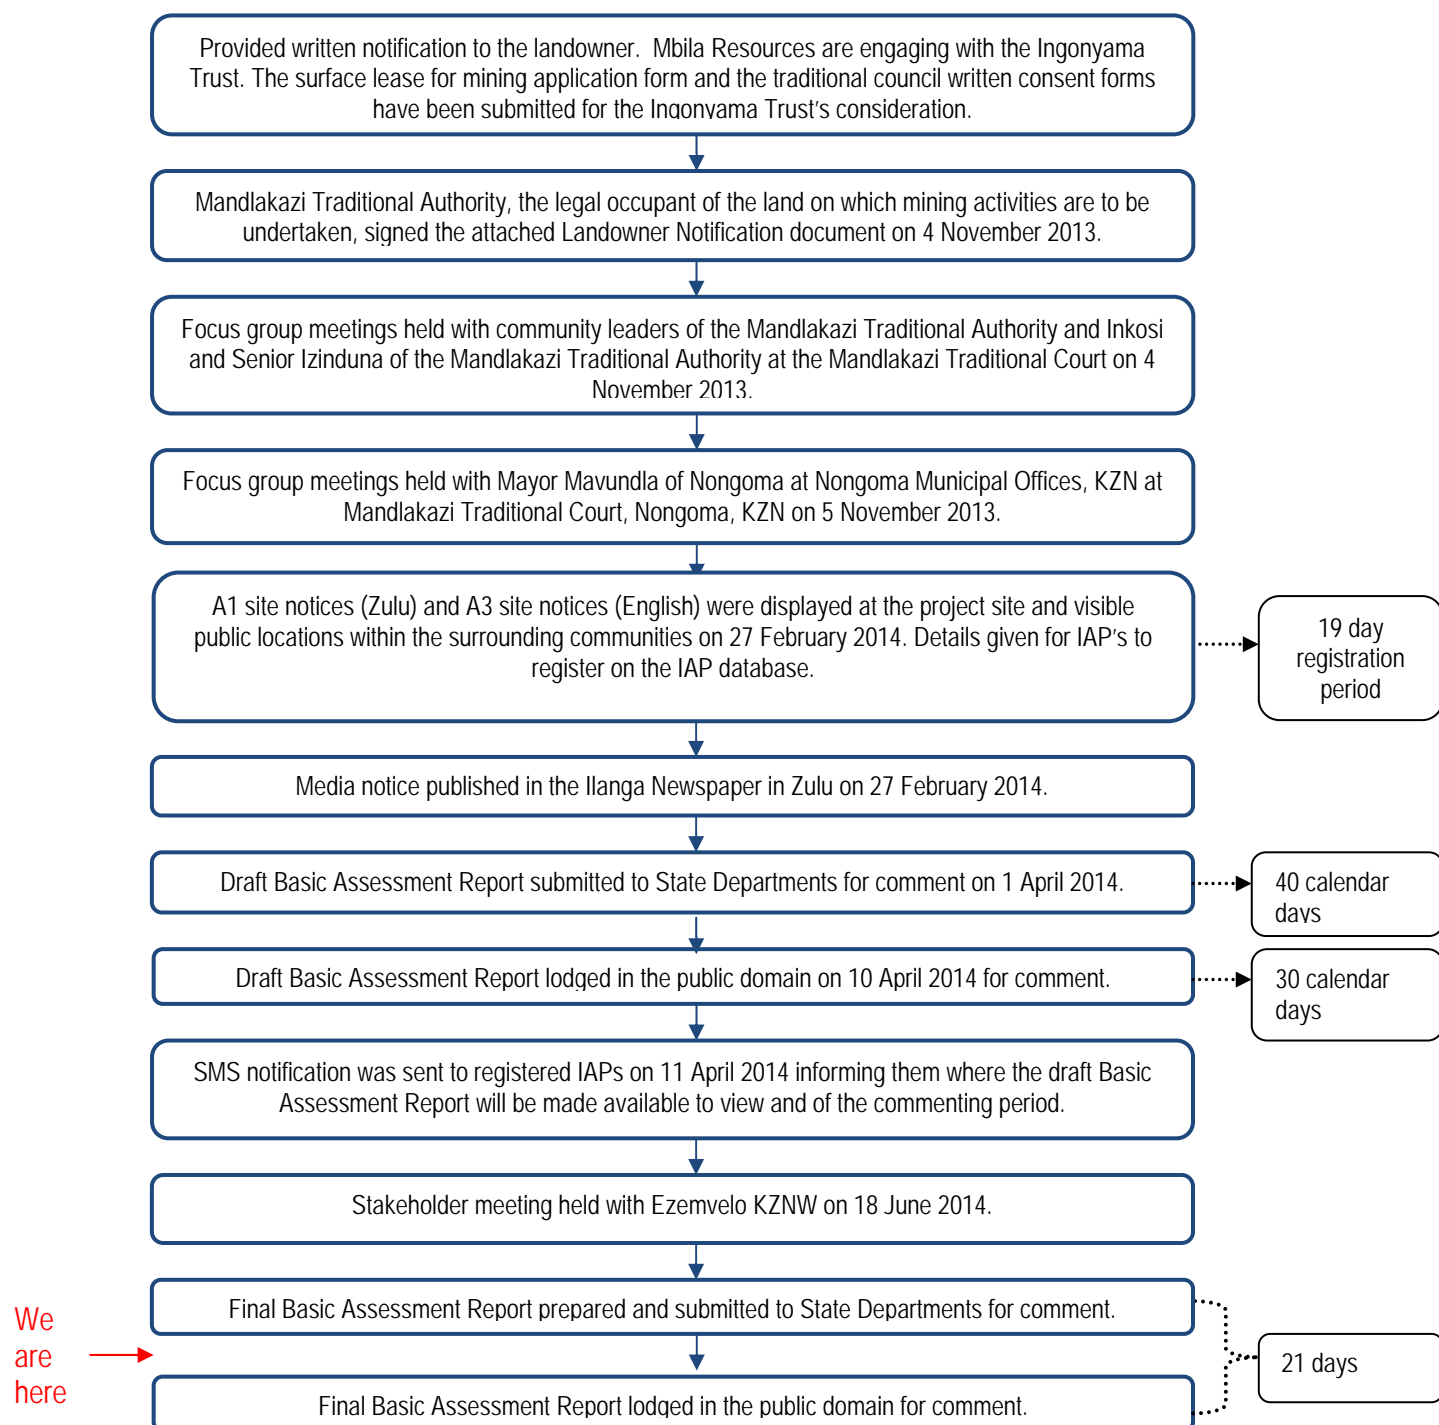 Provided written notification to the landowner.  Mbila Resources are engaging with the Ingonyama
Trust. The surface lease for mining application form and the traditional council written consent forms
have been submitted for the Ingonyama Trust's consideration.
Mandlakazi Traditional Authority, the legal occupant of the land on which mining activities are to be
undertaken, signed the attached Landowner Notification document on 4 November 2013.
Focus group meetings held with community leaders of the Mandlakazi Traditional Authority and Inkosi
and Senior Izinduna of the Mandlakazi Traditional Authority at the Mandlakazi Traditional Court on 4
November 2013.
Focus group meetings held with Mayor Mavundla of Nongoma at Nongoma Municipal Offices, KZN at
Mandlakazi Traditional Court, Nongoma, KZN on 5 November 2013.
A1 site notices (Zulu) and A3 site notices (English) were displayed at the project site and visible
public locations within the surrounding communities on 27 February 2014. Details given for IAP's to
register on the IAP database.
19 day
registration
period
Media notice published in the Ilanga Newspaper in Zulu on 27 February 2014.
Draft Basic Assessment Report submitted to State Departments for comment on 1 April 2014.
40 calendar
days
Draft Basic Assessment Report lodged in the public domain on 10 April 2014 for comment.
30 calendar
days
SMS notification was sent to registered IAPs on 11 April 2014 informing them where the draft Basic
Assessment Report will be made available to view and of the commenting period.
Stakeholder meeting held with Ezemvelo KZNW on 18 June 2014.
Final Basic Assessment Report prepared and submitted to State Departments for comment.
We
are
here
21 days
Final Basic Assessment Report lodged in the public domain for comment.